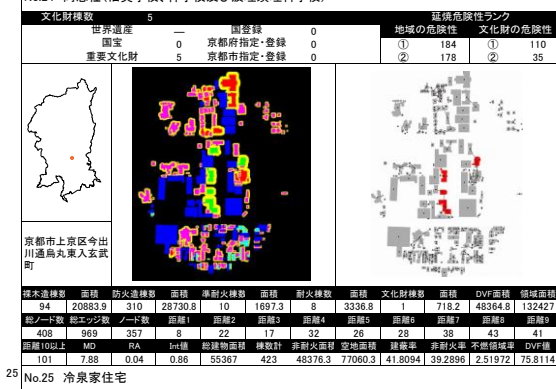 文化財棟数 5 延焼危険性ランク
世界遺産 — 国登録 0 地域の危険性 文化財の危険性
国宝 0 京都府指定・登録 0 ① 184 ① 110
重要文化財 5 京都市指定・登録 0 ② 178 ② 35
京都市上京区今出
川通烏丸東入玄武
町
裸木造棟数 面積 防火造棟数 面積 準耐火棟数 面積 耐火棟数 面積 文化財棟数 面積 DVF面積 領域面積
94 20883.9 310 28730.8 10 1697.3 8 3336.8 1 718.2 48364.8 132427
総ノード数 総エッジ数 ノード数 距離1 距離2 距離3 距離4 距離5 距離6 距離7 距離8 距離9
408 969 357 8 22 17 32 26 28 38 43 41
距離10以上 MD RA Int値 総建物面積 棟数計 非耐火面積 空地面積 建蔽率 非耐火率 不燃領域率 DVF値
101 7.88 0.04 0.86 55367 423 48376.3 77060.3 41.8094 39.2896 2.51972 75.8114
25 No.25 冷泉家住宅